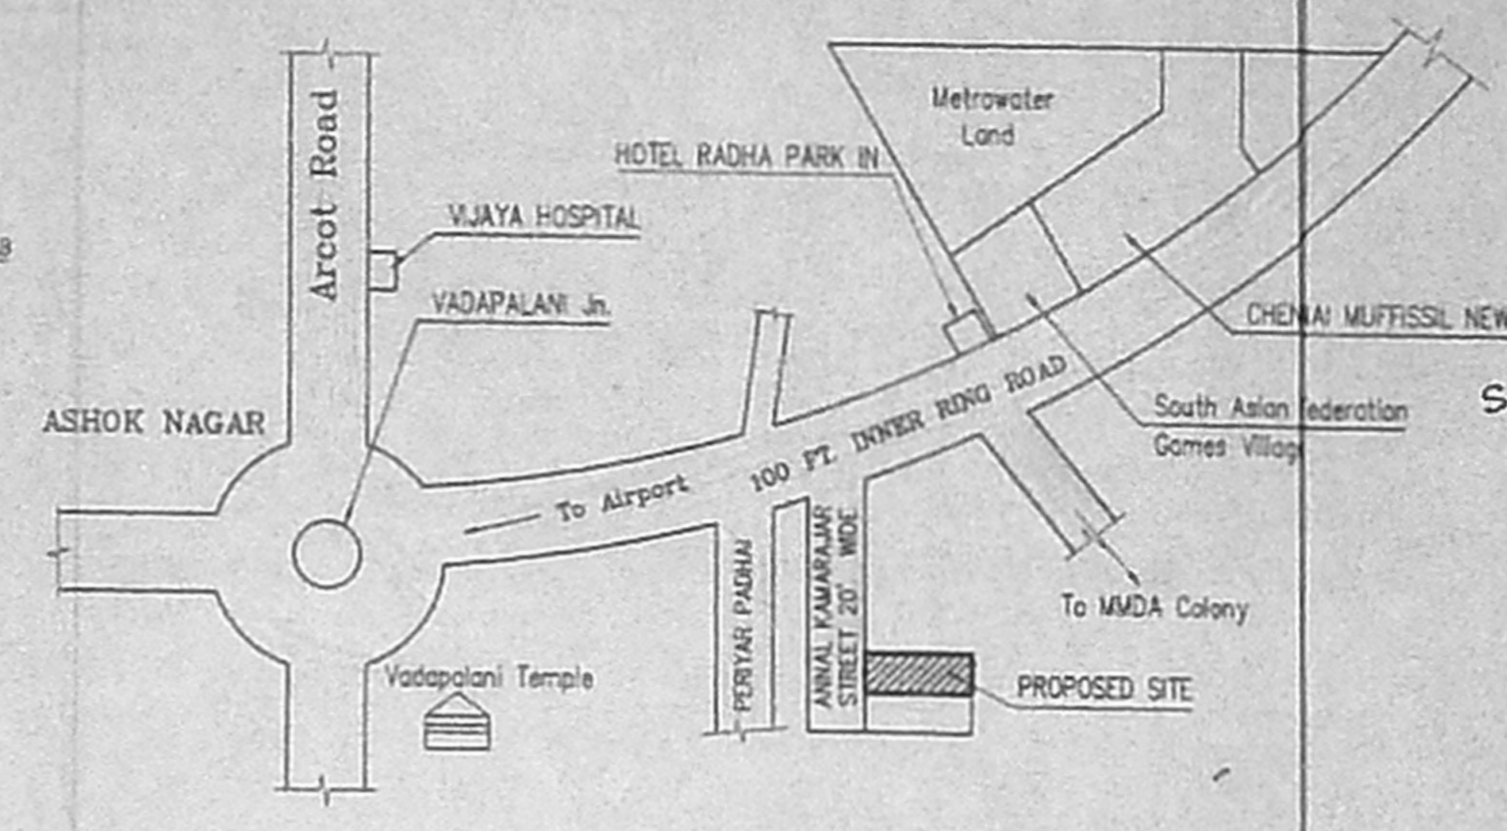 Metrowater
Land
HOTEL RADHA PARK IN
Arcot Road
VIJAYA HOSPITAL
VADAPALANI Jn.
CHENNAI MUFFISSIL NEW
ASHOK NAGAR
South Asian Federation
Games Village
100 FT. INNER RING ROAD
To Airport
PERIYAR PADHAI
ANNAL KAMARAJAR
STREET 20' WIDE
To MMDA Colony
Vadapalani Temple
PROPOSED SITE